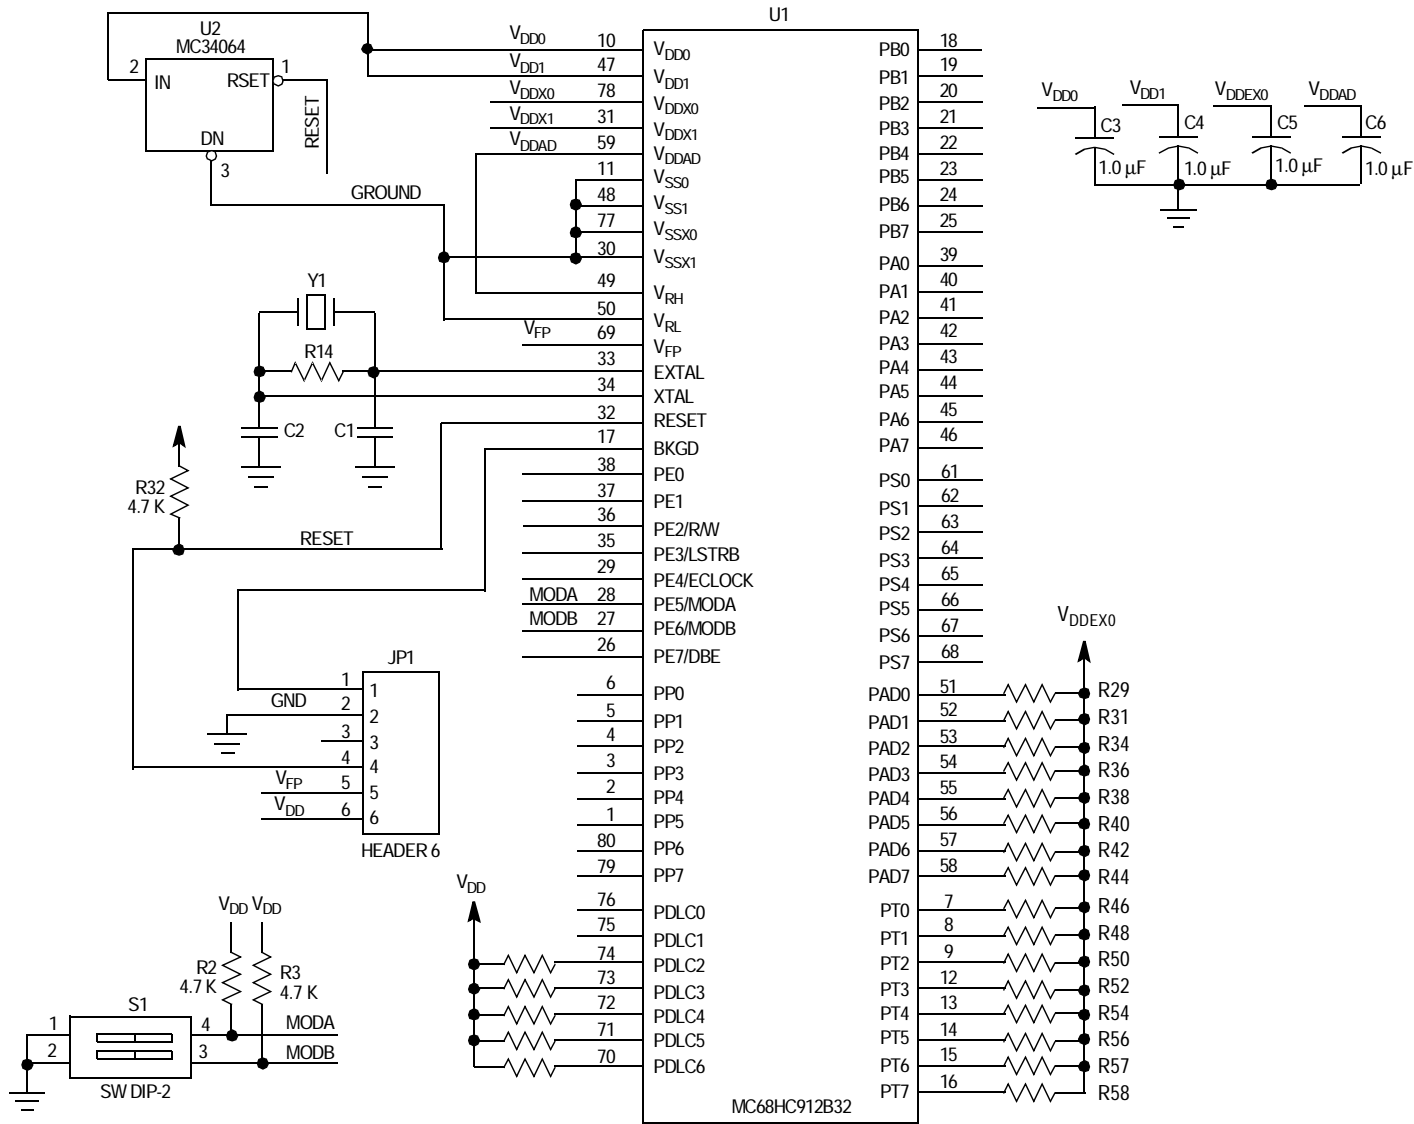 U1
U2
MC34064
2
IN
RSET
1
DN
3
RESET
GROUND
VDD0
10
VDD0
VDD1
47
VDD1
VDDX0
78
VDDX0
VDDX1
31
VDDX1
VDDAD
59
VDDAD
11
VSS0
48
VSS1
77
VSSX0
30
VSSX1
49
VRH
50
VRL
VFP
69
VFP
33
EXTAL
34
XTAL
32
RESET
17
BKGD
38
PE0
37
PE1
36
PE2/R/W
35
PE3/LSTRB
29
PE4/ECLOCK
MODA
28
PE5/MODA
MODB
27
PE6/MODB
26
PE7/DBE
6
PP0
5
PP1
4
PP2
3
PP3
2
PP4
1
PP5
80
PP6
79
PP7
76
PDLC0
75
PDLC1
74
PDLC2
73
PDLC3
72
PDLC4
71
PDLC5
70
PDLC6
VDD
MC68HC912B32
PB0 18
PB1 19
PB2 20
PB3 21
PB4 22
PB5 23
PB6 24
PB7 25
PA0 39
PA1 40
PA2 41
PA3 42
PA4 43
PA5 44
PA6 45
PA7 46
PS0 61
PS1 62
PS2 63
PS3 64
PS4 65
PS5 66
PS6 67
PS7 68
VDDEX0
PAD0 51 R29
PAD1 52 R31
PAD2 53 R34
PAD3 54 R36
PAD4 55 R38
PAD5 56 R40
PAD6 57 R42
PAD7 58 R44
PT0 7 R46
PT1 8 R48
PT2 9 R50
PT3 12 R52
PT4 13 R54
PT5 14 R56
PT6 15 R57
PT7 16 R58
VDD0
C3
1.0 µF
VDD1
C4
1.0 µF
VDDEX0
C5
1.0 µF
VDDAD
C6
1.0 µF
Y1
R14
C2
C1
R32
4.7 K
RESET
JP1
1 1
GND 2 2
3 3
4 4
VFP 5 5
VDD 6 6
HEADER 6
VDD VDD
R2
4.7 K
R3
4.7 K
S1
1
2
4
MODA
3
MODB
SW DIP-2